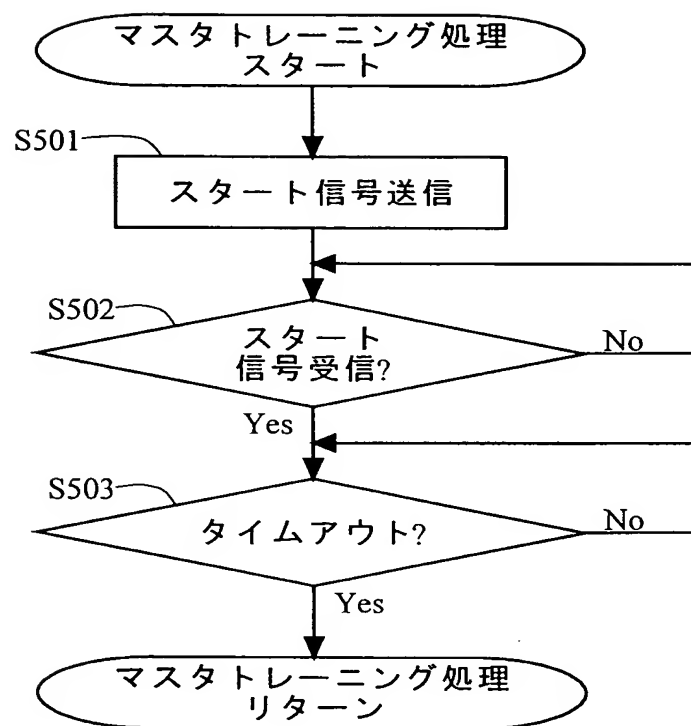 マスタトレーニング処理
スタート
S501
スタート信号送信
S502
スタート
信号受信?
No
Yes
S503
タイムアウト?
No
Yes
マスタトレーニング処理
リターン